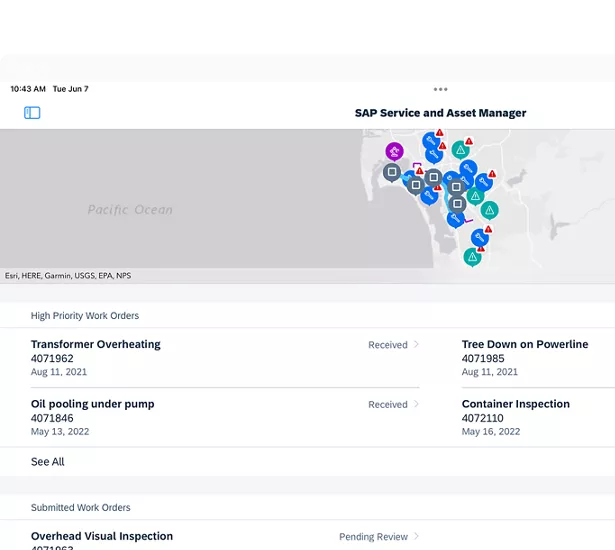 10:43 AM Tue Jun 7
SAP Service and Asset Manager
Pacific Ocean
Esri, HERE, Garmin, USGS, EPA, NPS
High Priority Work Orders
Transformer Overheating
Received
4071962
Aug 11, 2021
Tree Down on Powerline
4071985
Aug 11, 2021
Oil pooling under pump
Received
4071846
May 13, 2022
Container Inspection
4072110
May 16, 2022
See All
Submitted Work Orders
Overhead Visual Inspection
Pending Review
4071963